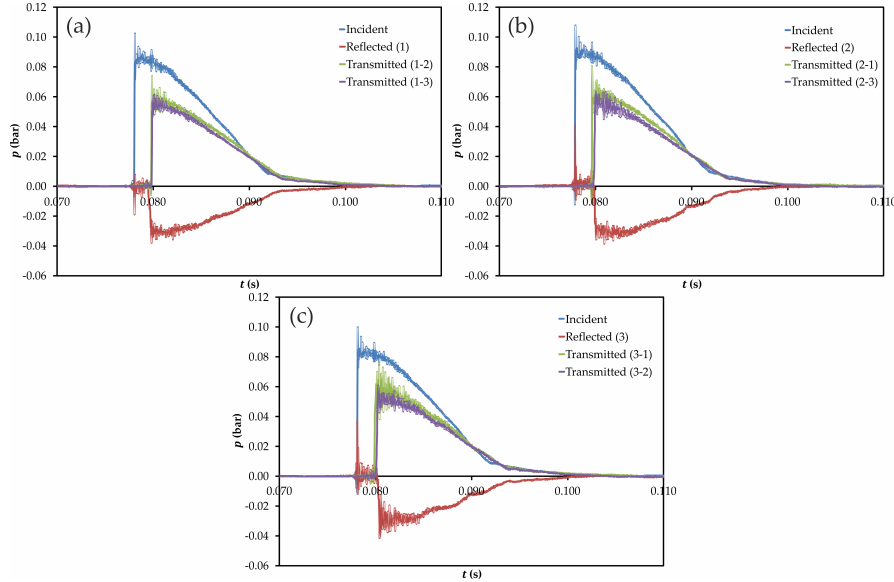 (a)
Incident
Reflected (1)
Transmitted (1-2)
Transmitted (1-3)
0.12
0.10
0.08
0.06
0.04
0.02
0.00
-0.02
-0.04
-0.06
p (bar)
0.070
0.080
0.090
0.100
0.110
t (s)
(b)
Incident
Reflected (2)
Transmitted (2-1)
Transmitted (2-3)
0.12
0.10
0.08
0.06
0.04
0.02
0.00
-0.02
-0.04
-0.06
p (bar)
0.070
0.080
0.090
0.100
0.110
t (s)
(c)
Incident
Reflected (3)
Transmitted (3-1)
Transmitted (3-2)
0.12
0.10
0.08
0.06
0.04
0.02
0.00
-0.02
-0.04
-0.06
p (bar)
0.070
0.080
0.090
0.100
0.110
t (s)